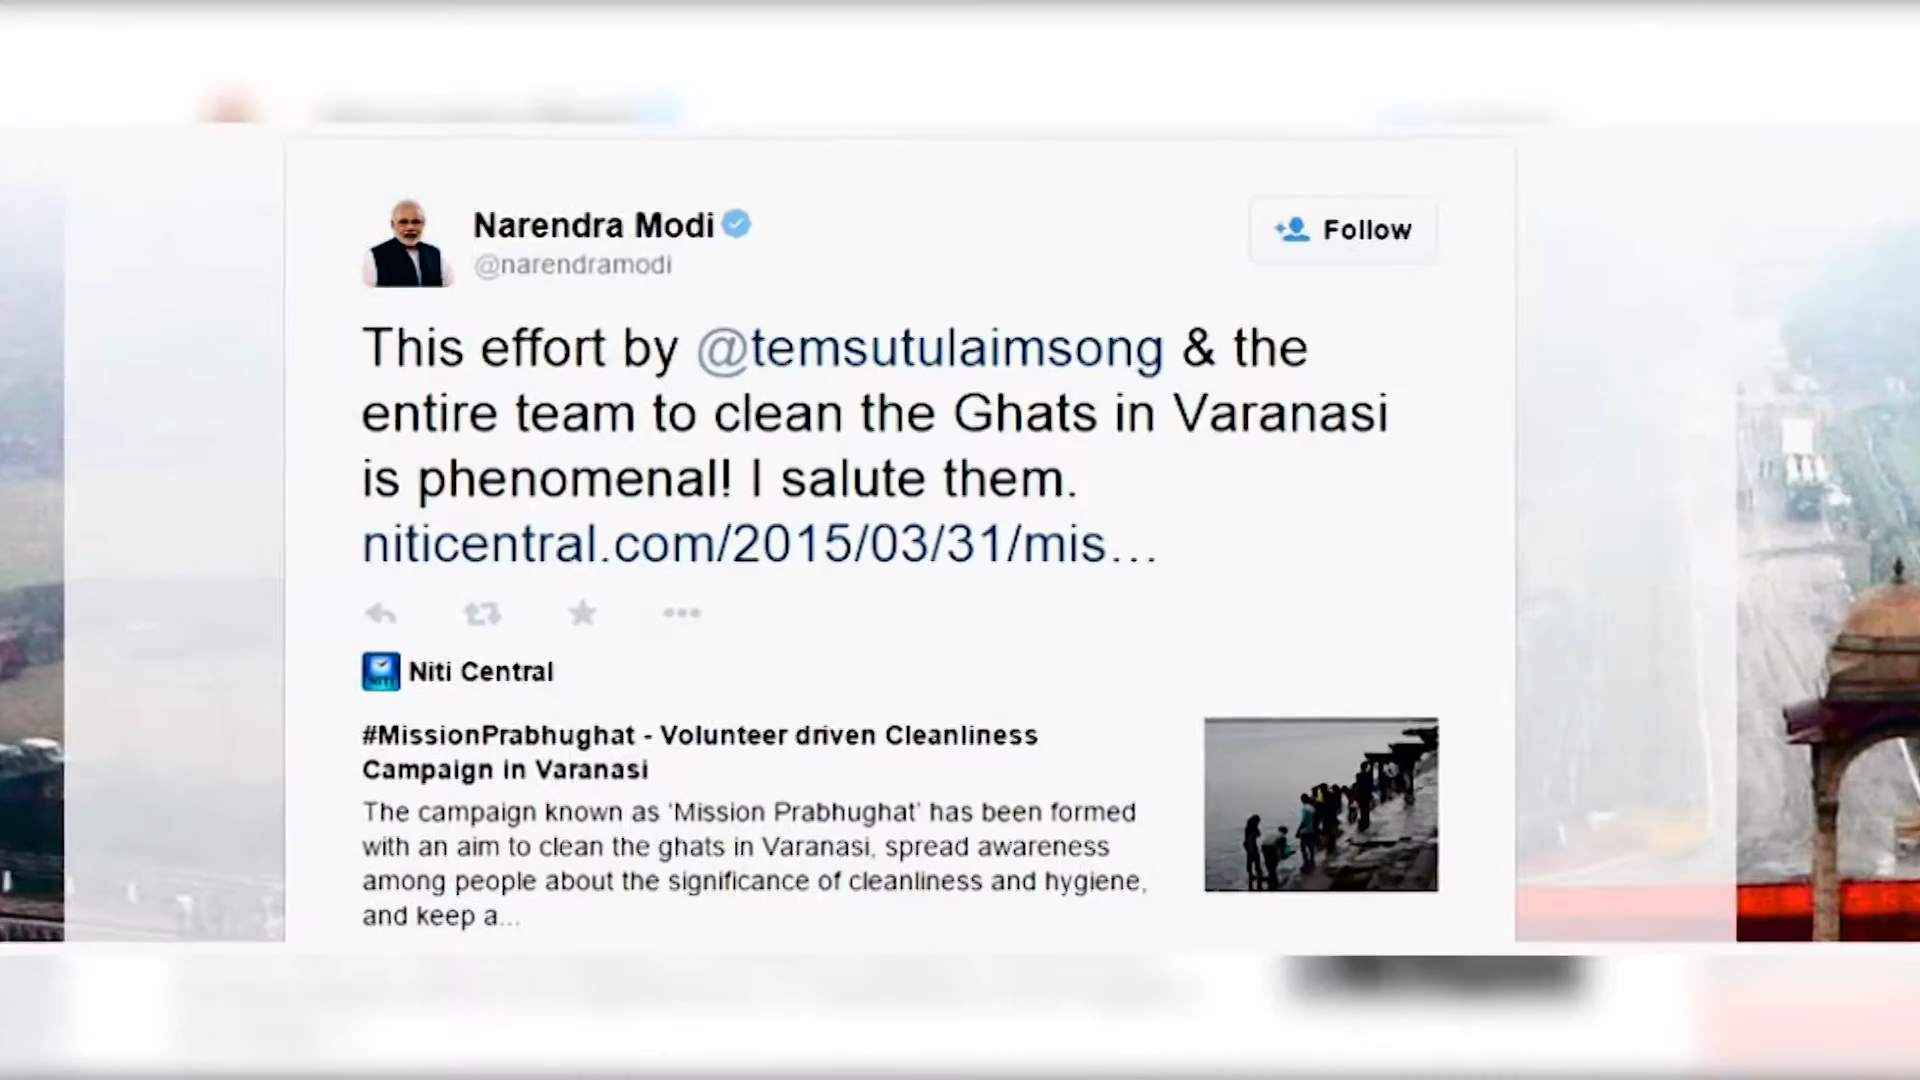 Narendra Modi
@narendramodi
Follow
This effort by @temsutulaimsong & the
entire team to clean the Ghats in Varanasi
is phenomenal! I salute them.
niticentral.com/2015/03/31/mis...
NITI
Niti Central
#MissionPrabhughat - Volunteer driven Cleanliness
Campaign in Varanasi
The campaign known as ‘Mission Prabhughat’ has been formed
with an aim to clean the ghats in Varanasi, spread awareness
among people about the significance of cleanliness and hygiene,
and keep a...